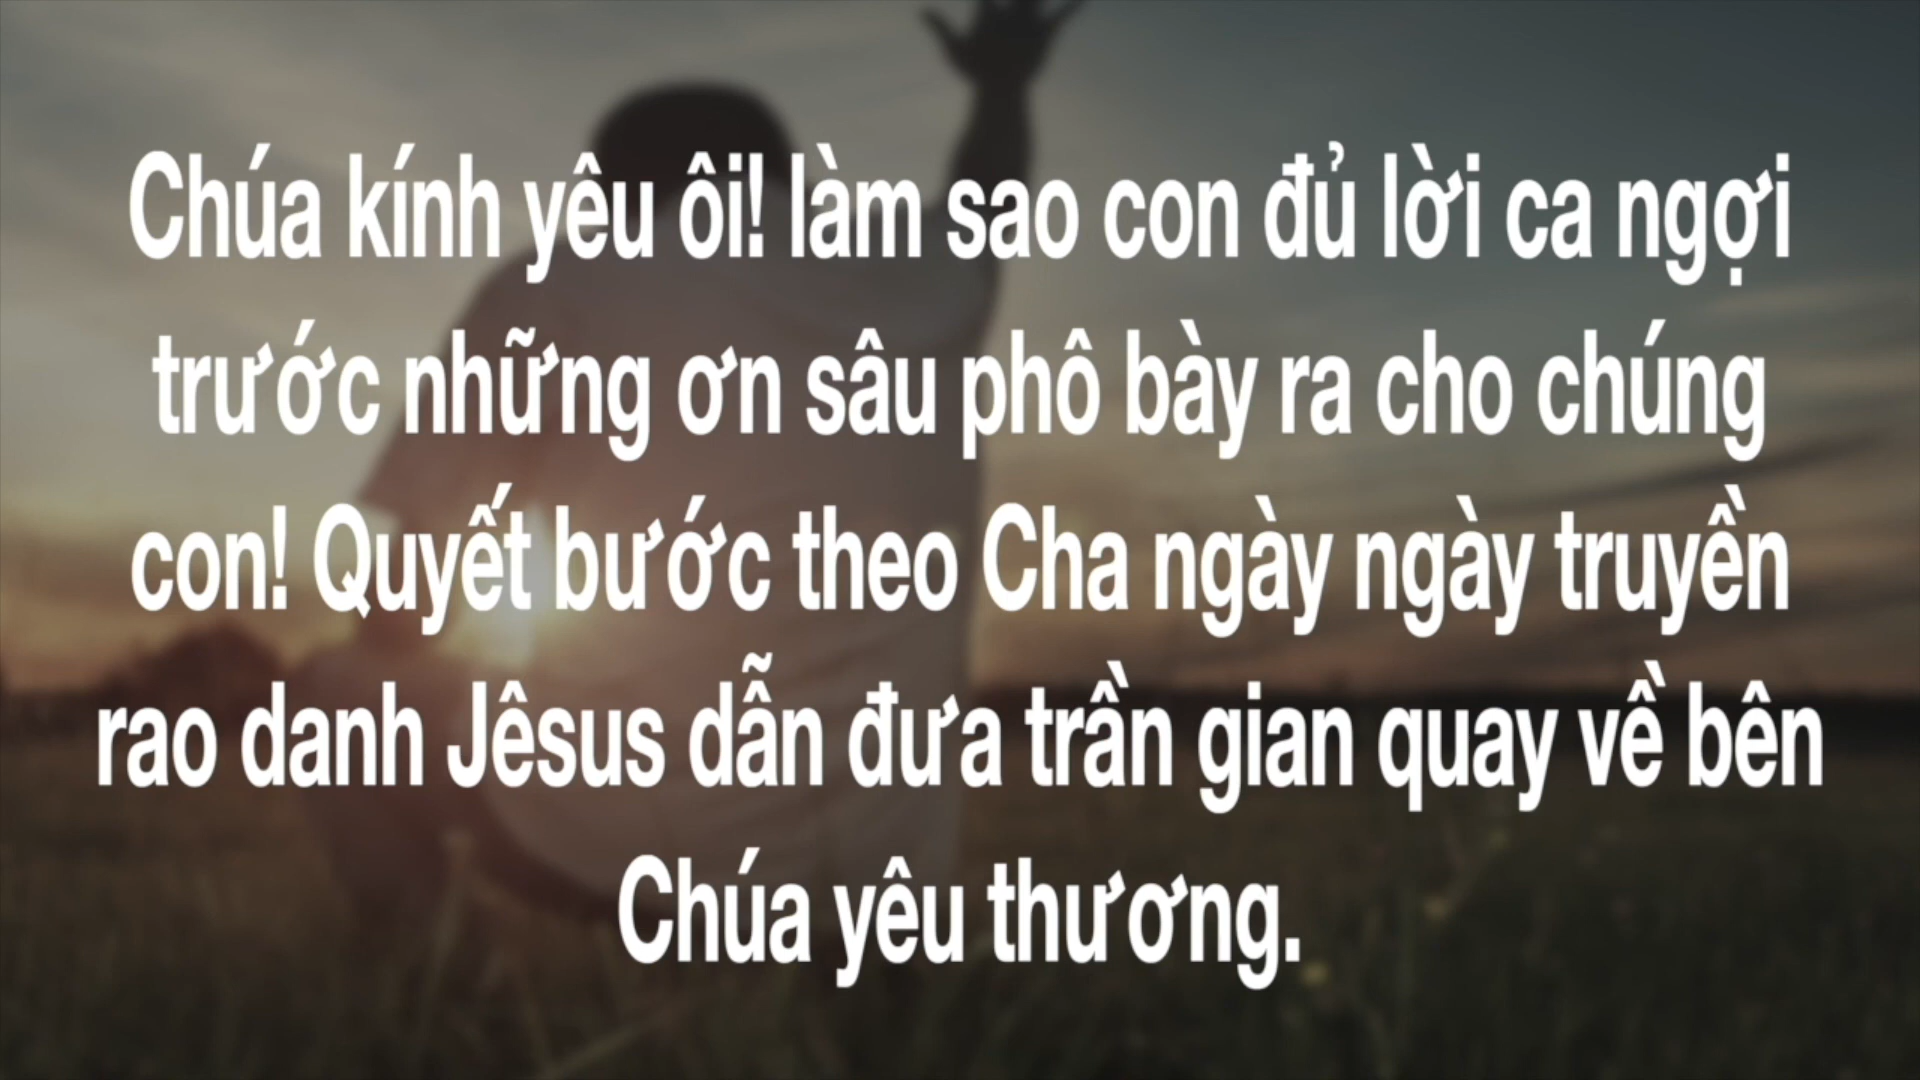 Chúa kính yêu ôi! làm sao con đủ lời ca ngợi
trước những ơn sâu phô bày ra cho chúng
con! Quyết bước theo Cha ngày ngày truyền
rao danh Jêsus dẫn đưa trần gian quay về bên
Chúa yêu thương.